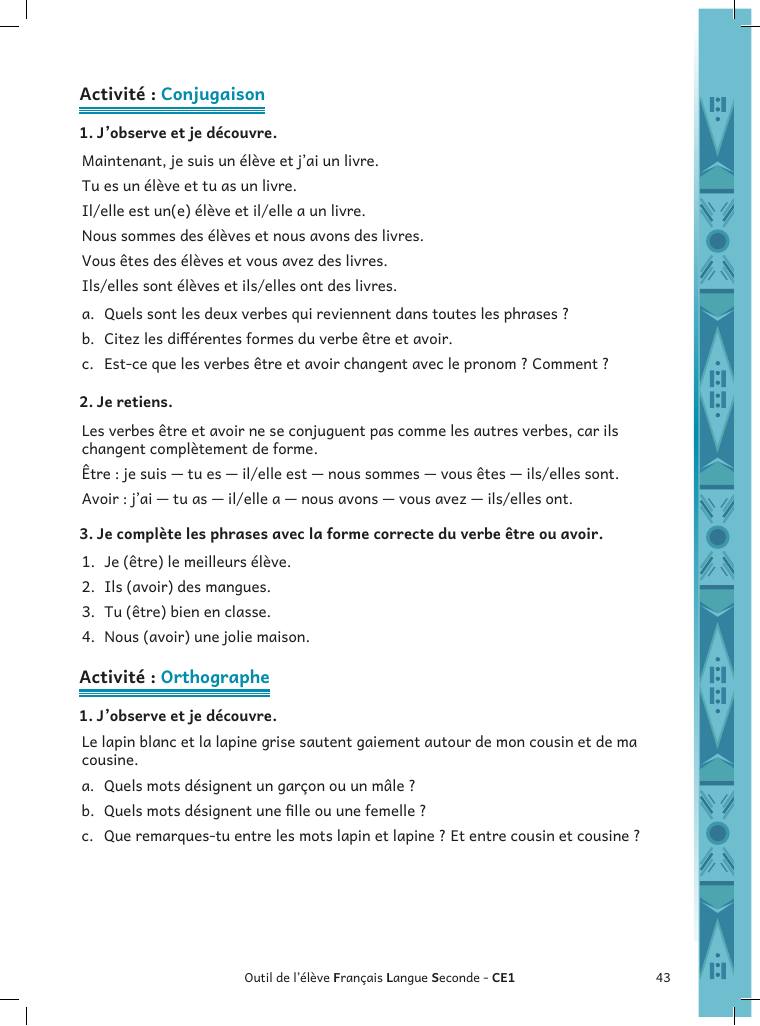 Activité : Conjugaison
1. J’observe et je découvre.
Maintenant, je suis un élève et j’ai un livre.
Tu es un élève et tu as un livre.
Il/elle est un(e) élève et il/elle a un livre.
Nous sommes des élèves et nous avons des livres.
Vous êtes des élèves et vous avez des livres.
Ils/elles sont élèves et ils/elles ont des livres.
a. Quels sont les deux verbes qui reviennent dans toutes les phrases ?
b. Citez les différentes formes du verbe être et avoir.
c. Est-ce que les verbes être et avoir changent avec le pronom ? Comment ?
2. Je retiens.
Les verbes être et avoir ne se conjuguent pas comme les autres verbes, car ils
changent complètement de forme.
Être : je suis — tu es — il/elle est — nous sommes — vous êtes — ils/elles sont.
Avoir : j’ai — tu as — il/elle a — nous avons — vous avez — ils/elles ont.
3. Je complète les phrases avec la forme correcte du verbe être ou avoir.
1. Je (être) le meilleurs élève.
2. Ils (avoir) des mangues.
3. Tu (être) bien en classe.
4. Nous (avoir) une jolie maison.
Activité : Orthographe
1. J’observe et je découvre.
Le lapin blanc et la lapine grise sautent gaiement autour de mon cousin et de ma
cousine.
a. Quels mots désignent un garçon ou un mâle ?
b. Quels mots désignent une fille ou une femelle ?
c. Que remarques-tu entre les mots lapin et lapine ? Et entre cousin et cousine ?
Outil de l’élève Français Langue Seconde - CE1
43